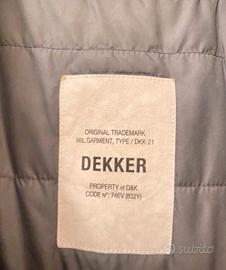 ORIGINAL TRADEMARK
MIL.GARMENT, TYPE / DKK-21
DEKKER
PROPERTY of D&K
CODE n°: 74EV (832Y)
subito